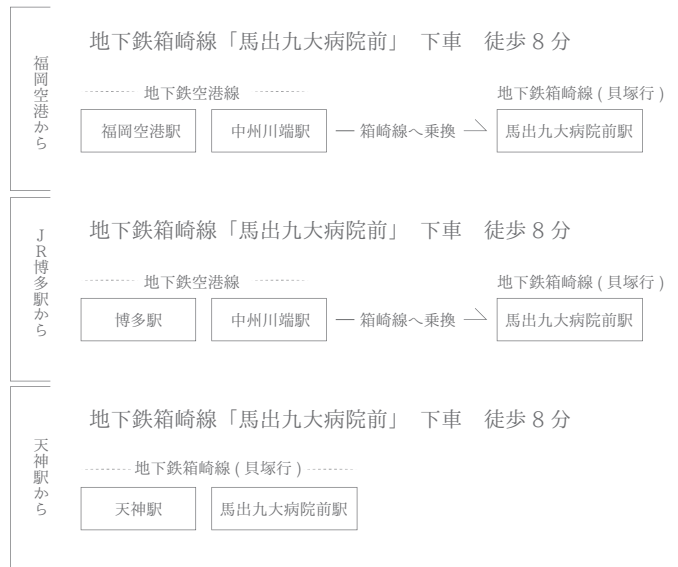 福岡空港から
地下鉄箱崎線「馬出九大病院前」 下車 徒歩 8 分
地下鉄空港線
地下鉄箱崎線 ( 貝塚行 )
福岡空港駅
中州川端駅
箱崎線へ乗換
馬出九大病院前駅
JR博多駅から
地下鉄箱崎線「馬出九大病院前」 下車 徒歩 8 分
地下鉄空港線
地下鉄箱崎線 ( 貝塚行 )
博多駅
中州川端駅
箱崎線へ乗換
馬出九大病院前駅
天神駅から
地下鉄箱崎線「馬出九大病院前」 下車 徒歩 8 分
地下鉄箱崎線 ( 貝塚行 )
天神駅
馬出九大病院前駅